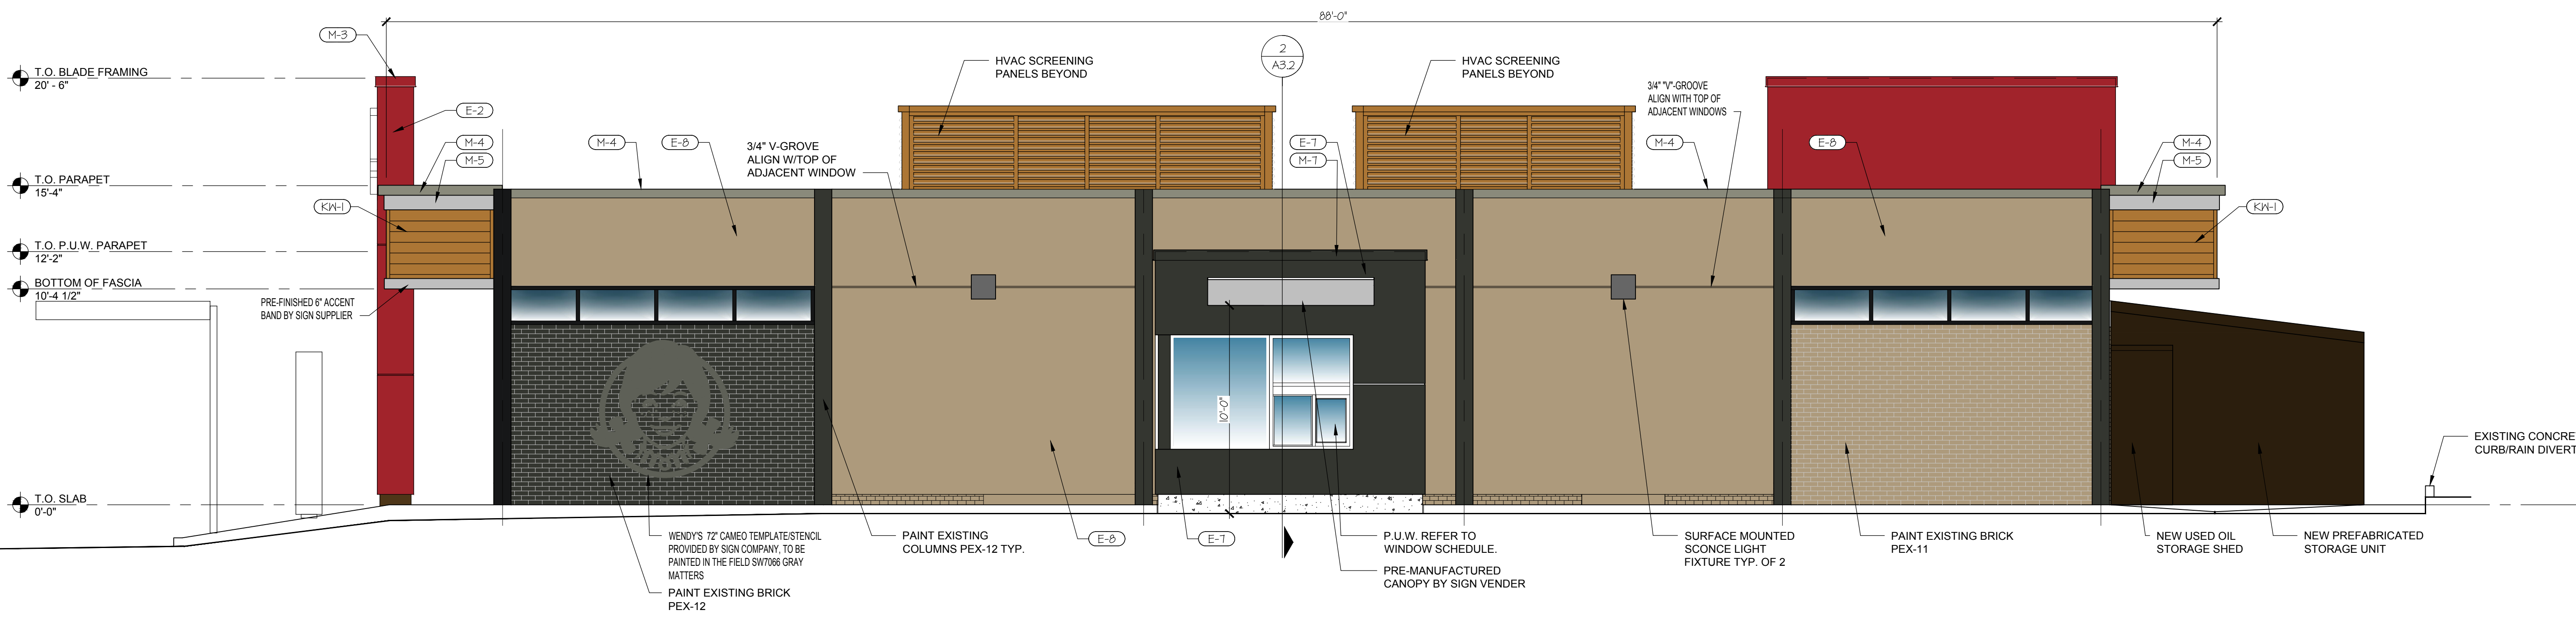 88'-0"
M-3
2
A3.2
HVAC SCREENING
PANELS BEYOND
HVAC SCREENING
PANELS BEYOND
T.O. BLADE FRAMING
20' - 6"
E-2
3/4" "V"-GROOVE
ALIGN WITH TOP OF
ADJACENT WINDOWS
M-4
M-5
M-4
E-8
3/4" V-GROVE
ALIGN W/TOP OF
ADJACENT WINDOW
E-7
M-7
M-4
E-8
M-4
M-5
T.O. PARAPET
15'-4"
KW-1
KW-1
T.O. P.U.W. PARAPET
12'-2"
BOTTOM OF FASCIA
10'-4 1/2"
PRE-FINISHED 6" ACCENT
BAND BY SIGN SUPPLIER
10'-0"
EXISTING CONCRE
CURB/RAIN DIVERT
T.O. SLAB
0'-0"
WENDY'S 72" CAMEO TEMPLATE/STENCIL
PROVIDED BY SIGN COMPANY, TO BE
PAINTED IN THE FIELD SW7066 GRAY
MATTERS
PAINT EXISTING BRICK
PEX-12
PAINT EXISTING
COLUMNS PEX-12 TYP.
E-8
E-7
P.U.W. REFER TO
WINDOW SCHEDULE.
PRE-MANUFACTURED
CANOPY BY SIGN VENDER
SURFACE MOUNTED
SCONCE LIGHT
FIXTURE TYP. OF 2
PAINT EXISTING BRICK
PEX-11
NEW USED OIL
STORAGE SHED
NEW PREFABRICATED
STORAGE UNIT